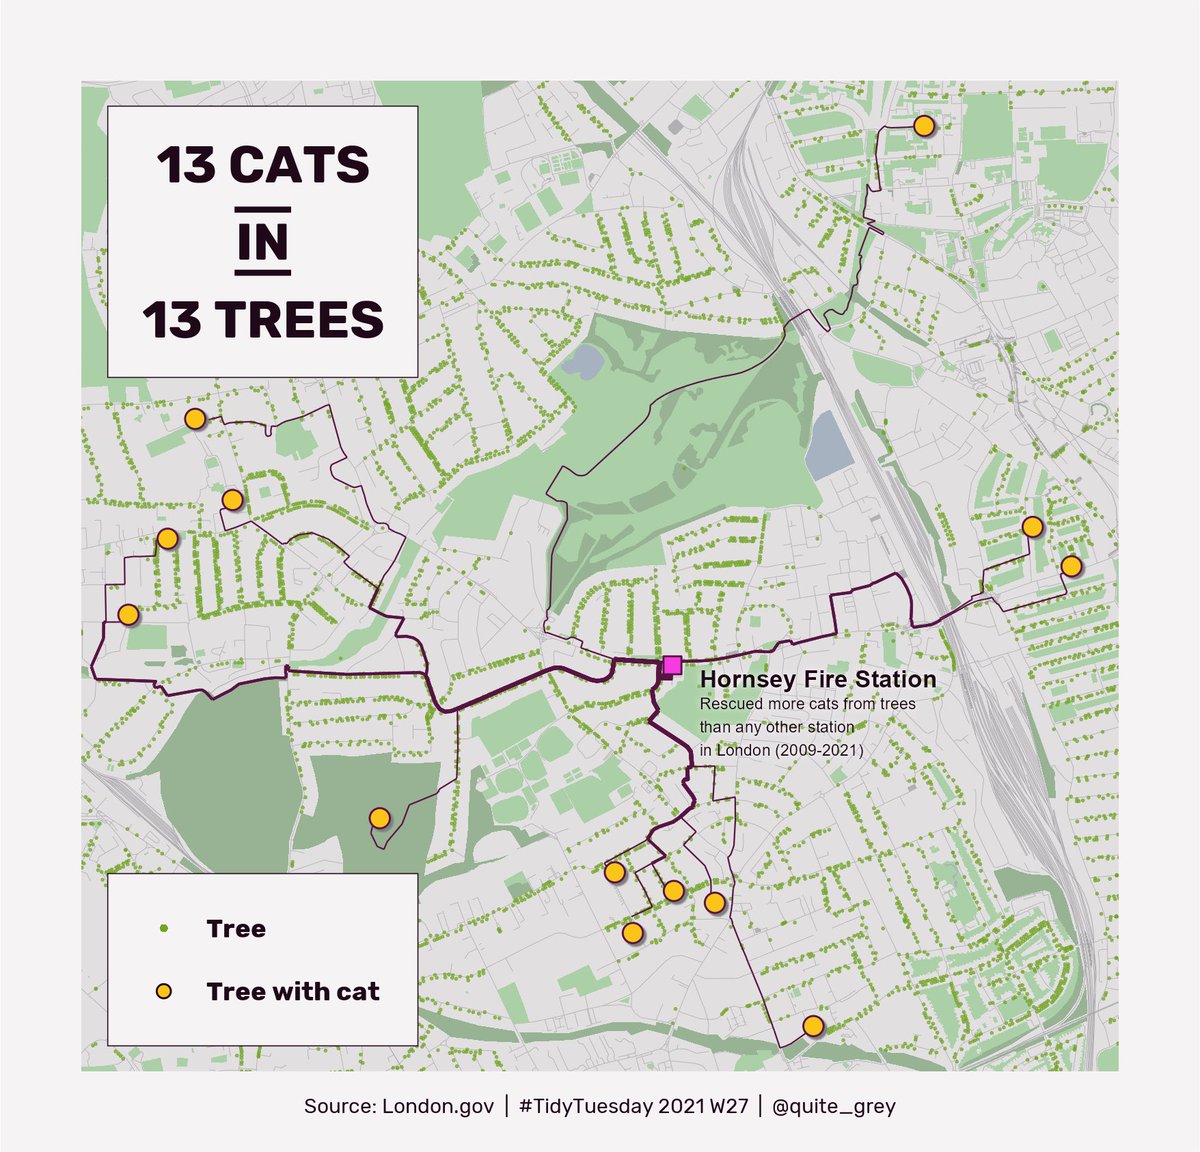 13 CATS
IN
13 TREES
Hornsey Fire Station
Rescued more cats from trees
than any other station
in London (2009-2021)
Tree
Tree with cat
Source: London.gov | #TidyTuesday 2021 W27 | @quite_grey